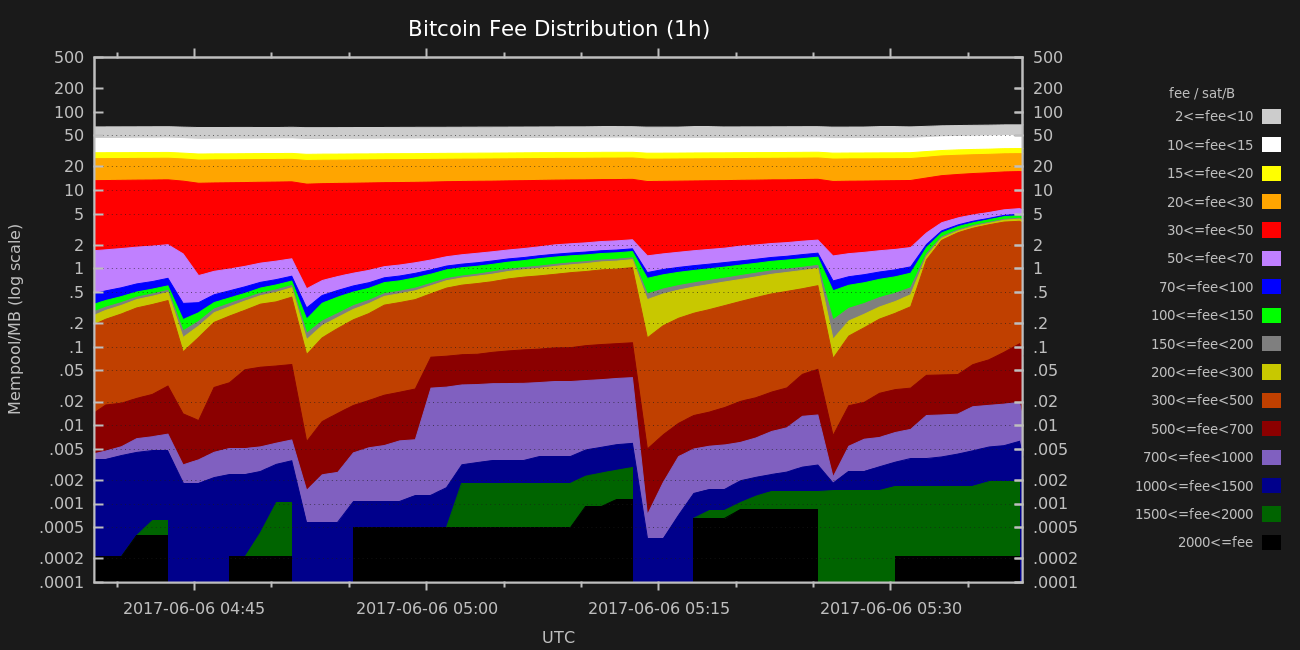 Bitcoin Fee Distribution (1h)
500
200
100
50
20
10
5
2
1
.5
.2
.1
.05
.02
.01
.005
.002
.001
.0005
.0002
.0001
Mempool/MB (log scale)
500
200
100
50
20
10
5
2
1
.5
.2
.1
.05
.02
.01
.005
.002
.001
.0005
.0002
.0001
2017-06-06 04:45
2017-06-06 05:00
2017-06-06 05:15
2017-06-06 05:30
UTC
fee / sat/B
2<=fee<10
10<=fee<15
15<=fee<20
20<=fee<30
30<=fee<50
50<=fee<70
70<=fee<100
100<=fee<150
150<=fee<200
200<=fee<300
300<=fee<500
500<=fee<700
700<=fee<1000
1000<=fee<1500
1500<=fee<2000
2000<=fee